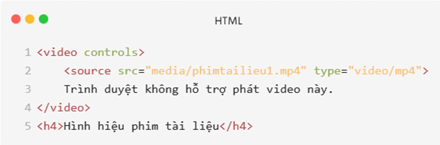 HTML
1 <video controls>
2 <source src="media/phimtailieu1.mp4" type="video/mp4">
3 Trình duyệt không hỗ trợ phát video này.
4 </video>
5 <h4>Hình hiệu phim tài liệu</h4>